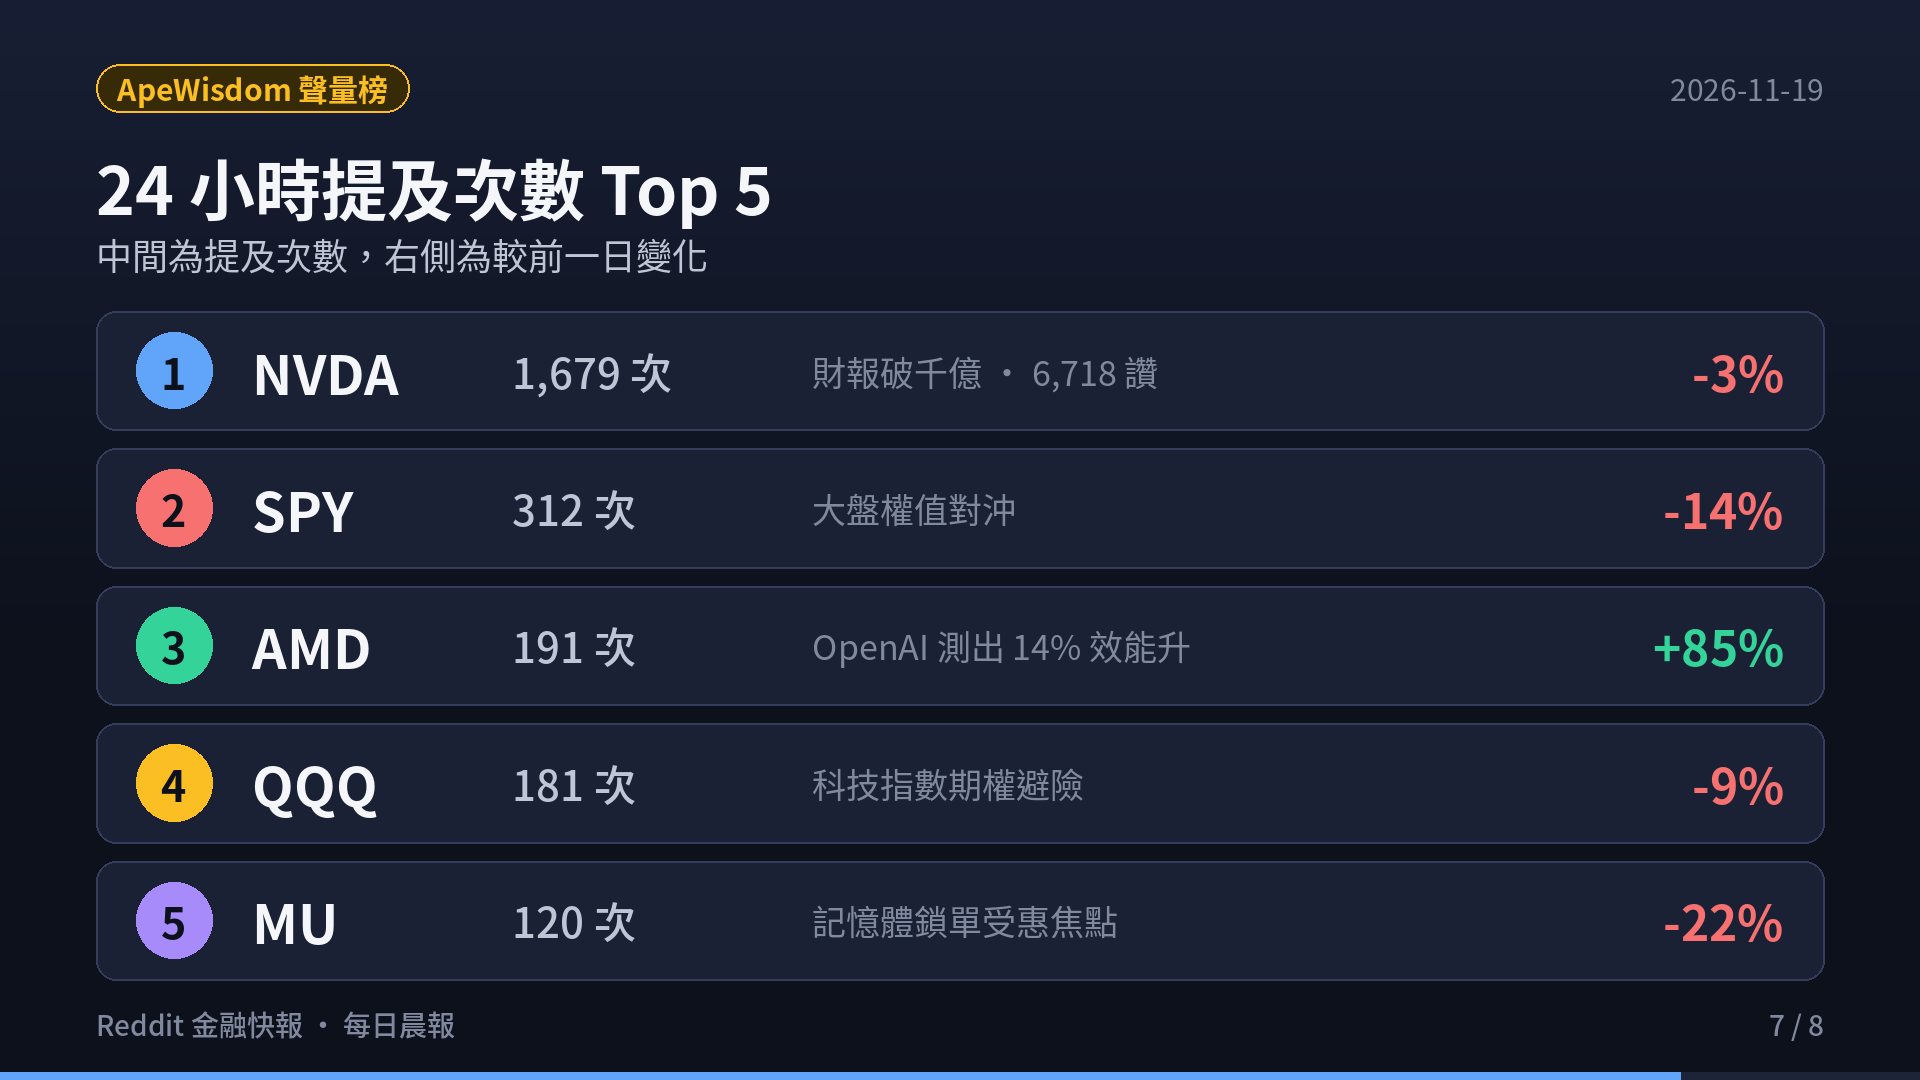 ApeWisdom 聲量榜
2026-11-19
24 小時提及次數 Top 5
中間為提及次數，右側為較前一日變化
1 NVDA 1,679 次 財報破千億 · 6,718 讚 -3%
2 SPY 312 次 大盤權值對沖 -14%
3 AMD 191 次 OpenAI 測出 14% 效能升 +85%
4 QQQ 181 次 科技指數期權避險 -9%
5 MU 120 次 記憶體鎖單受惠焦點 -22%
Reddit 金融快報 · 每日晨報
7 / 8